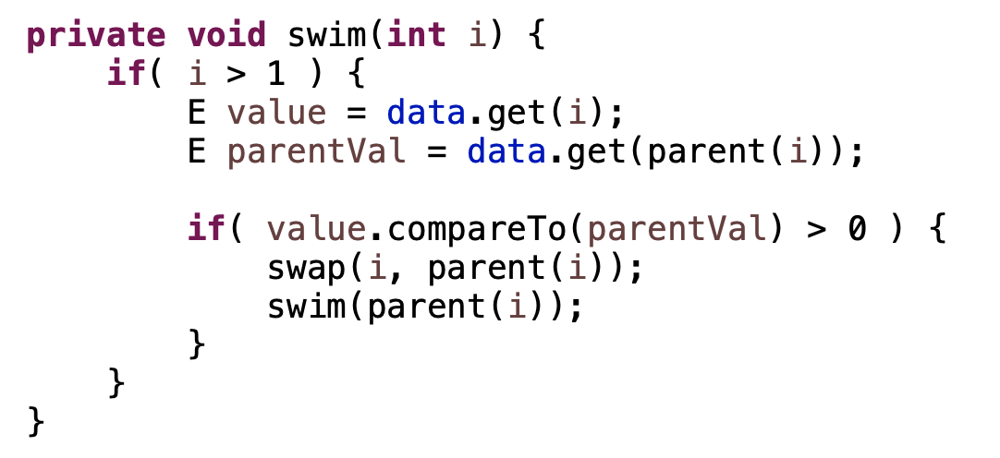 private void swim(int i) {
    if( i > 1 ) {
        E value = data.get(i);
        E parentVal = data.get(parent(i));

        if( value.compareTo(parentVal) > 0 ) {
            swap(i, parent(i));
            swim(parent(i));
        }
    }
}